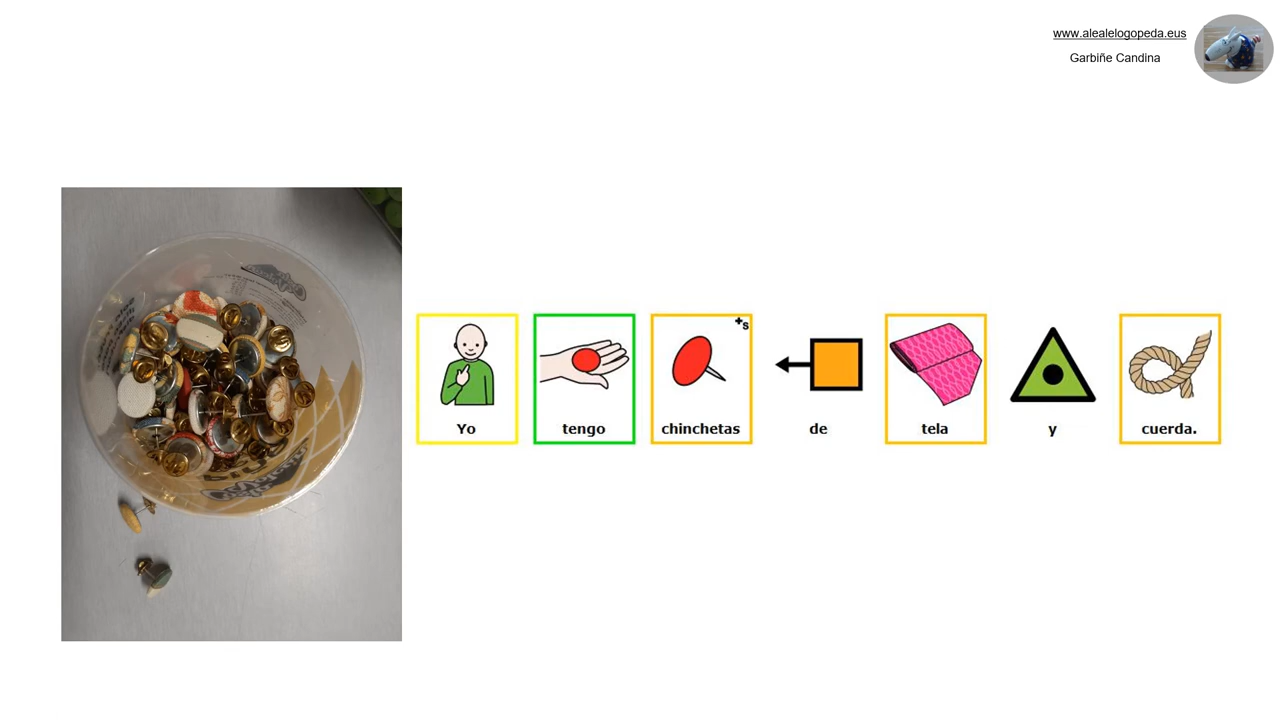 www.alealelogopeda.eus
Garbiñe Candina
+s
Yo tengo chinchetas de tela y cuerda.